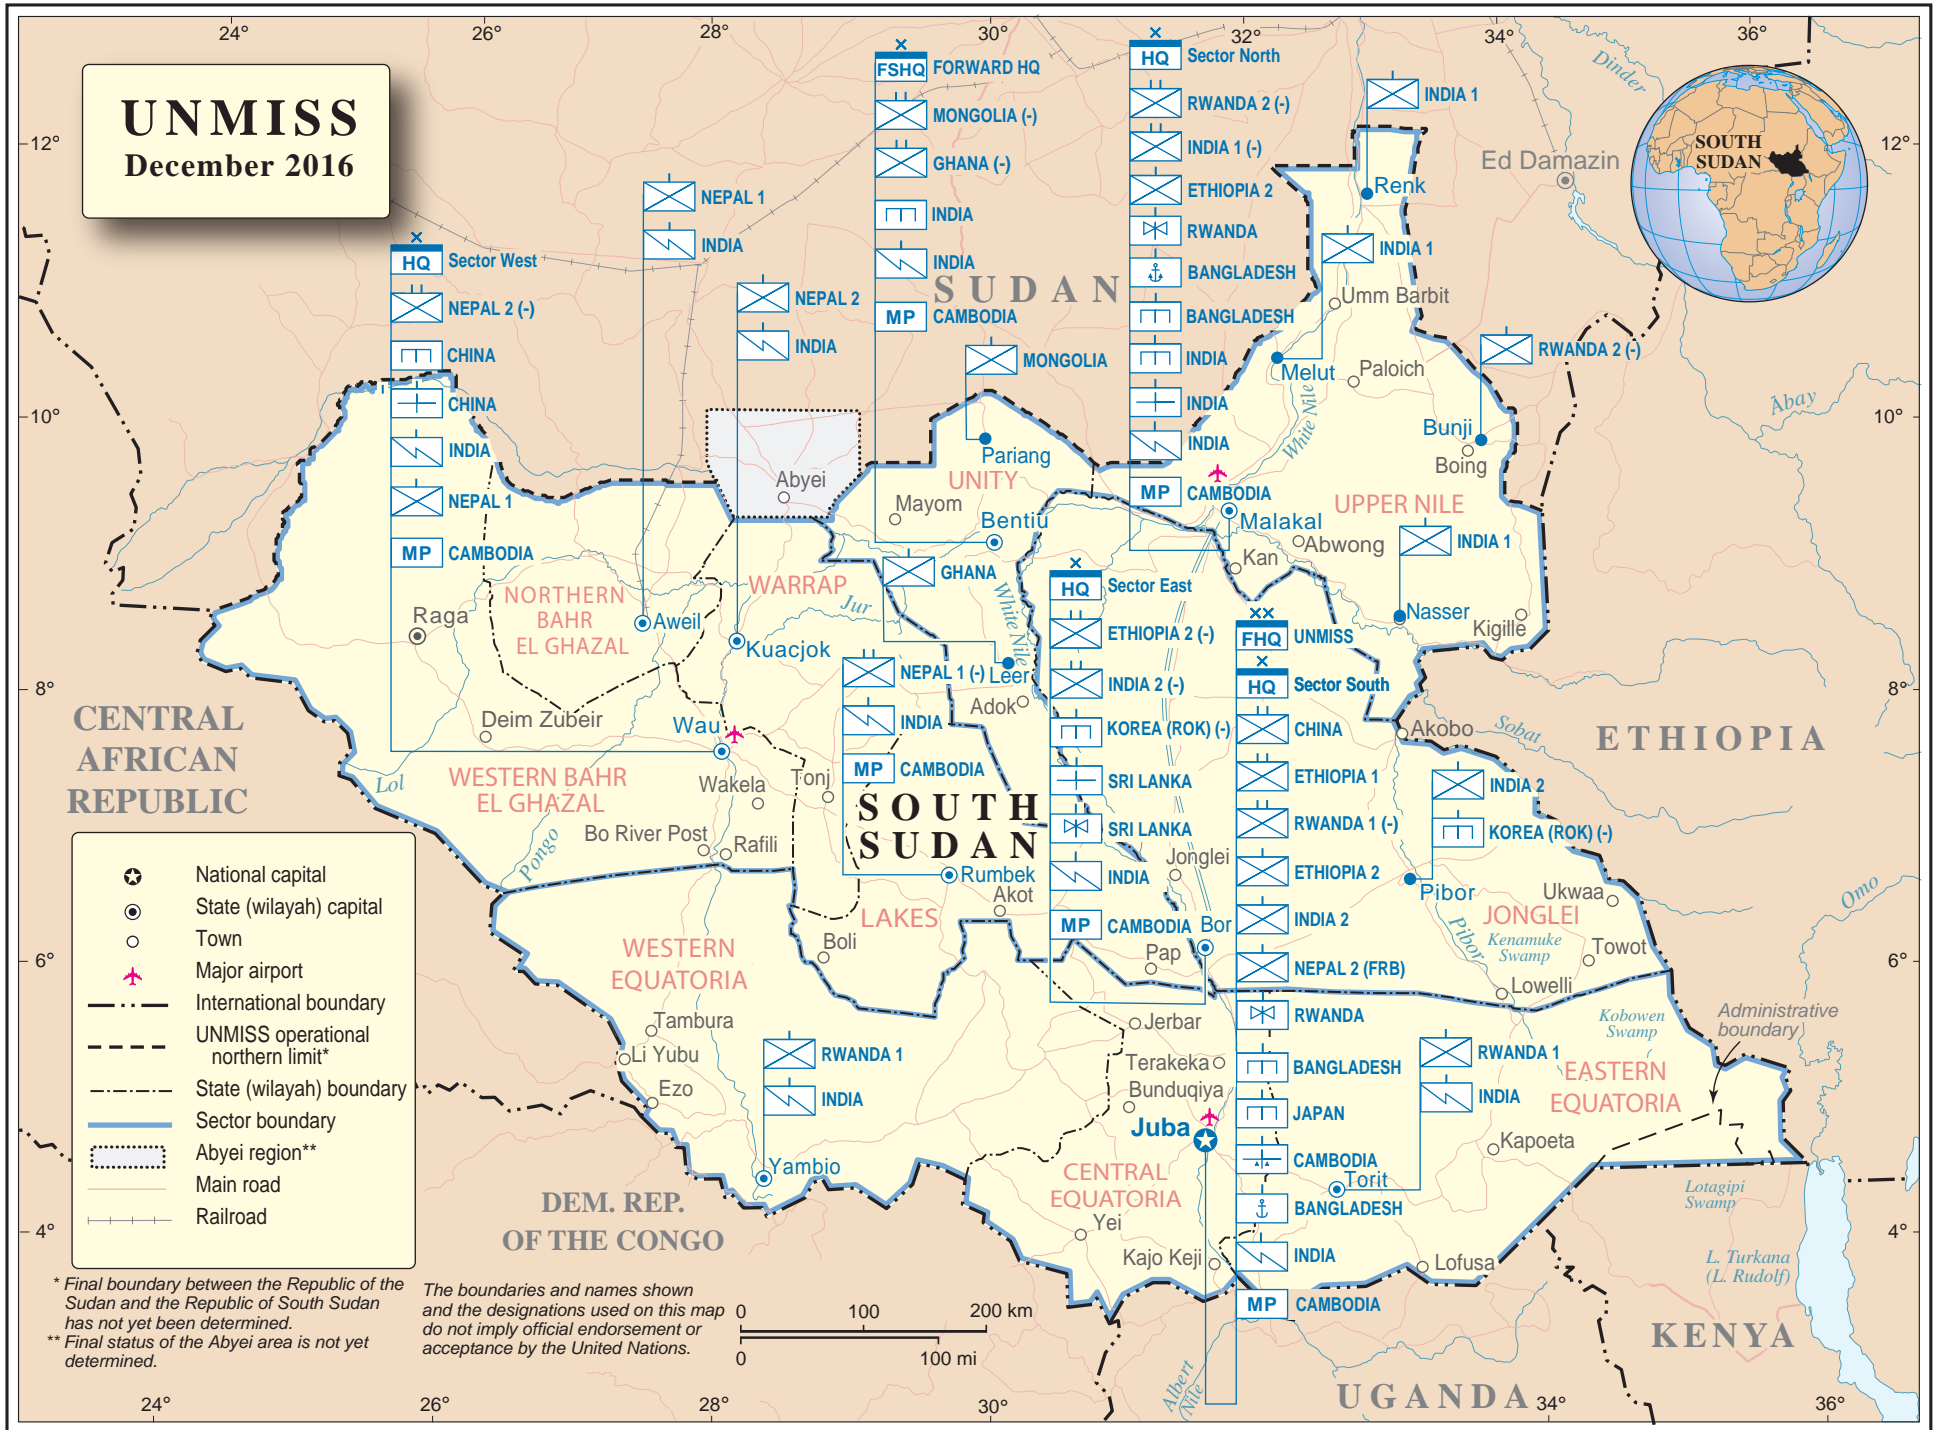 24°
26°
28°
30°
32°
34°
36°
UNMISS
December 2016
12°
12°
10°
10°
8°
8°
6°
6°
4°
4°
SOUTH
SUDAN
HQ Sector West
NEPAL 2 (-)
CHINA
CHINA
INDIA
NEPAL 1
MP CAMBODIA
NEPAL 1
INDIA
NEPAL 2
INDIA
FSHQ FORWARD HQ
MONGOLIA (-)
GHANA (-)
INDIA
INDIA
MP CAMBODIA
MONGOLIA
GHANA
HQ Sector North
RWANDA 2 (-)
INDIA 1 (-)
ETHIOPIA 2
RWANDA
BANGLADESH
BANGLADESH
INDIA
INDIA
INDIA
MP CAMBODIA
INDIA 1
INDIA 1
RWANDA 2 (-)
INDIA 1
NEPAL 1 (-)
INDIA
MP CAMBODIA
HQ Sector East
ETHIOPIA 2 (-)
INDIA 2 (-)
KOREA (ROK) (-)
SRI LANKA
SRI LANKA
INDIA
MP CAMBODIA
FHQ UNMISS
HQ Sector South
CHINA
ETHIOPIA 1
RWANDA 1 (-)
ETHIOPIA 2
INDIA 2
NEPAL 2 (FRB)
RWANDA
BANGLADESH
JAPAN
CAMBODIA
BANGLADESH
INDIA
MP CAMBODIA
INDIA 2
KOREA (ROK) (-)
RWANDA 1
INDIA
RWANDA 1
INDIA
SUDAN
Ed Damazin
Dinder
Renk
Umm Barbit
Melut
Paloich
White Nile
Bunji
Boing
Ābay
Abyei
Pariang
UNITY
Mayom
Bentiu
UPPER NILE
Malakal
Abwong
Kan
Nasser
Kigille
NORTHERN
BAHR
EL GHAZAL
WARRAP
Jur
White Nile
Raga
Aweil
Kuacjok
Leer
Adok
CENTRAL
AFRICAN
REPUBLIC
Deim Zubeir
Wau
Akobo
Sobat
ETHIOPIA
Lol
WESTERN BAHR
EL GHAZAL
Wakela
Tonj
SOUTH
SUDAN
Bo River Post
Rafili
Pongo
Jonglei
Rumbek
Akot
LAKES
Boli
Bor
Pap
Pibor
Pibor
Ukwaa
JONGLEI
Kenamuke
Swamp
Towot
Lowelli
Omo
WESTERN
EQUATORIA
Tambura
Li Yubu
Ezo
Yambio
Jerbar
Terakeka
Bunduqiya
Juba
CENTRAL
EQUATORIA
Yei
Kajo Keji
Torit
Kapoeta
Lofusa
Kobowen
Swamp
Administrative
boundary
EASTERN
EQUATORIA
Lotagipi
Swamp
L. Turkana
(L. Rudolf)
DEM. REP.
OF THE CONGO
Albert
Nile
UGANDA
KENYA
National capital
State (wilayah) capital
Town
Major airport
International boundary
UNMISS operational
northern limit*
State (wilayah) boundary
Sector boundary
Abyei region**
Main road
Railroad
* Final boundary between the Republic of the
Sudan and the Republic of South Sudan
has not yet been determined.
** Final status of the Abyei area is not yet
determined.
The boundaries and names shown
and the designations used on this map
do not imply official endorsement or
acceptance by the United Nations.
0 100 200 km
0 100 mi
24°
26°
28°
30°
34°
36°